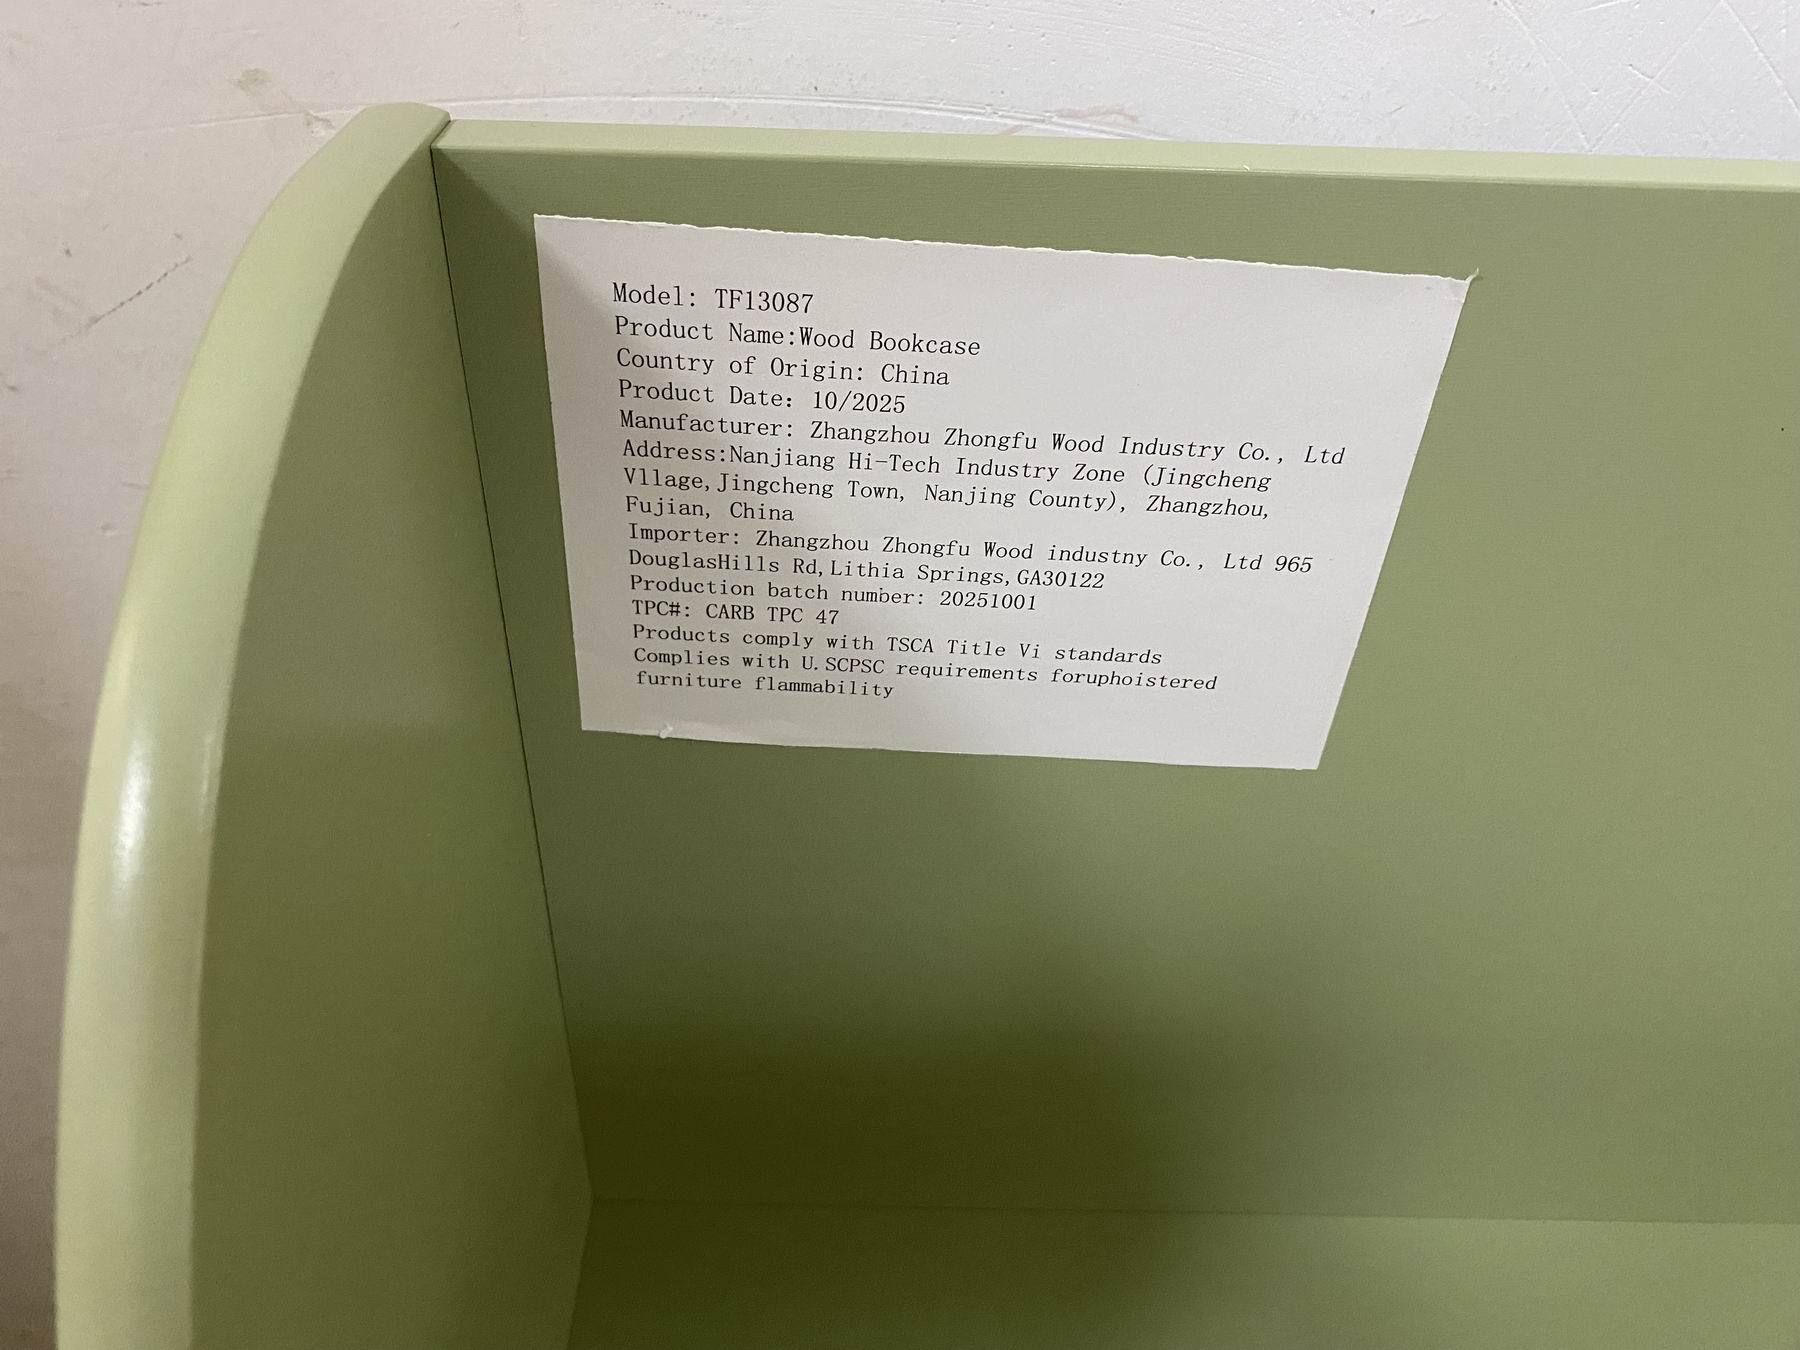 Model: TF13087
Product Name:Wood Bookcase
Country of Origin: China
Product Date: 10/2025
Manufacturer: Zhangzhou Zhongfu Wood Industry Co., Ltd
Address:Nanjiang Hi-Tech Industry Zone (Jingcheng
Vllage,Jingcheng Town, Nanjing County), Zhangzhou,
Fujian, China
Importer: Zhangzhou Zhongfu Wood industny Co., Ltd 965
DouglasHills Rd,Lithia Springs,GA30122
Production batch number: 20251001
TPC#: CARB TPC 47
Products comply with TSCA Title Vi standards
Complies with U.SCPSC requirements foruphoistered
furniture flammability